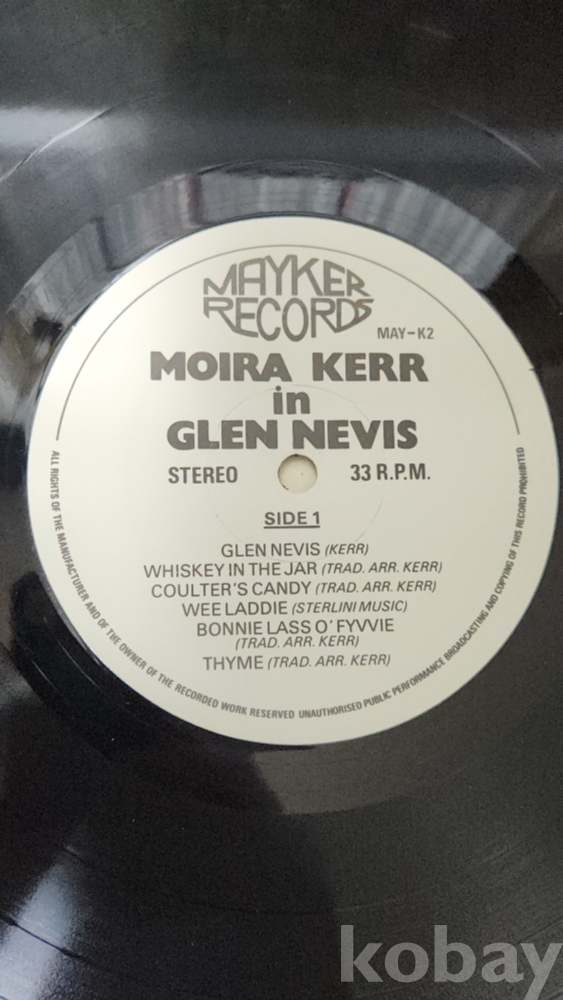 MAYKER
RECORDS
MAY-K2
MOIRA KERR
in
GLEN NEVIS
STEREO 33 R.P.M.
SIDE 1
GLEN NEVIS (KERR)
WHISKEY IN THE JAR (TRAD. ARR. KERR)
COULTER'S CANDY (TRAD. ARR. KERR)
WEE LADDIE (STERLINI MUSIC)
BONNIE LASS O' FYVVIE
(TRAD. ARR. KERR)
THYME (TRAD. ARR. KERR)
ALL RIGHTS OF THE MANUFACTURER AND OF THE OWNER OF THE RECORDED WORK RESERVED UNAUTHORISED PUBLIC PERFORMANCE BROADCASTING AND COPYING OF THIS RECORD PROHIBITED
kobay